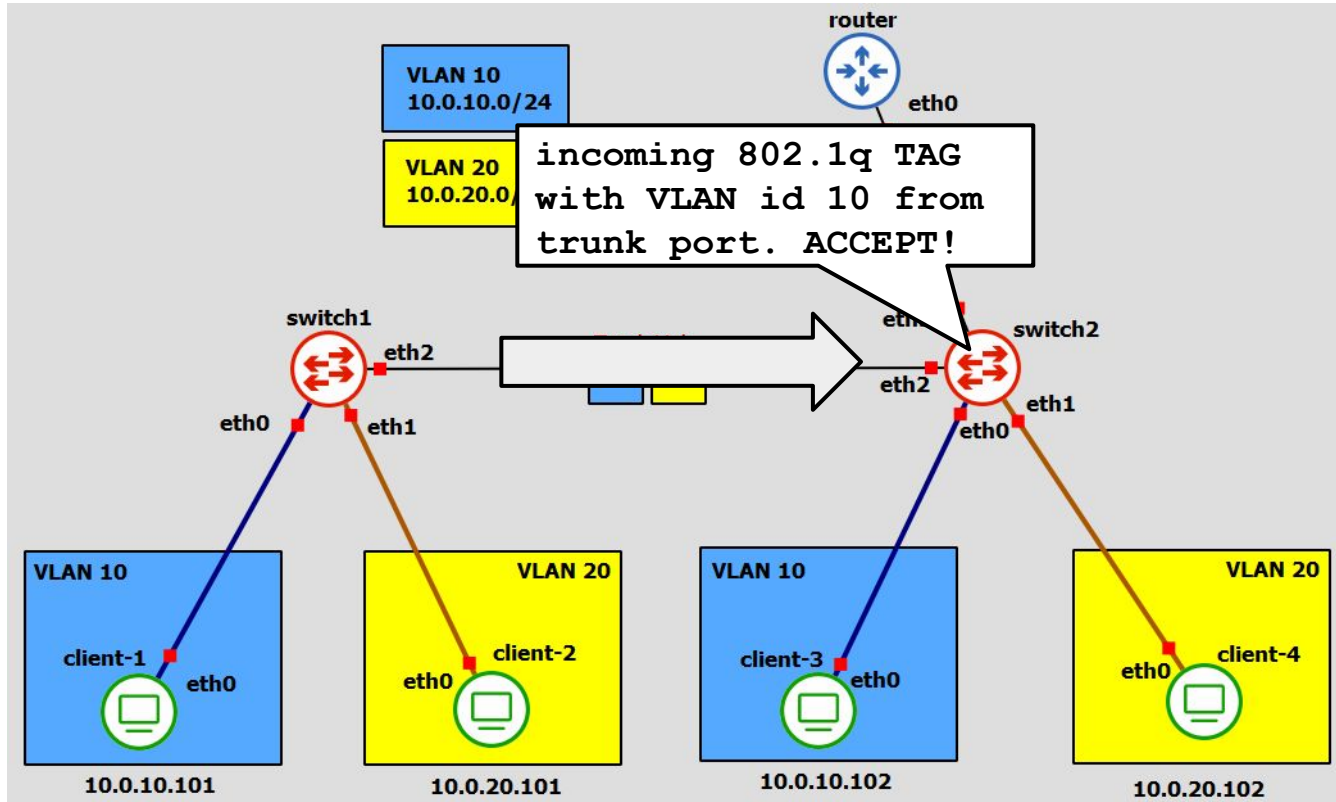 router
VLAN 10
10.0.10.0/24
eth0
VLAN 20
10.0.20.0/
incoming 802.1q TAG
with VLAN id 10 from
trunk port. ACCEPT!
switch1
eth
switch2
eth2
eth2
eth0
eth1
eth0
eth1
VLAN 10
VLAN 20
VLAN 10
VLAN 20
client-1
eth0
client-2
eth0
client-3
eth0
client-4
eth0
10.0.10.101
10.0.20.101
10.0.10.102
10.0.20.102